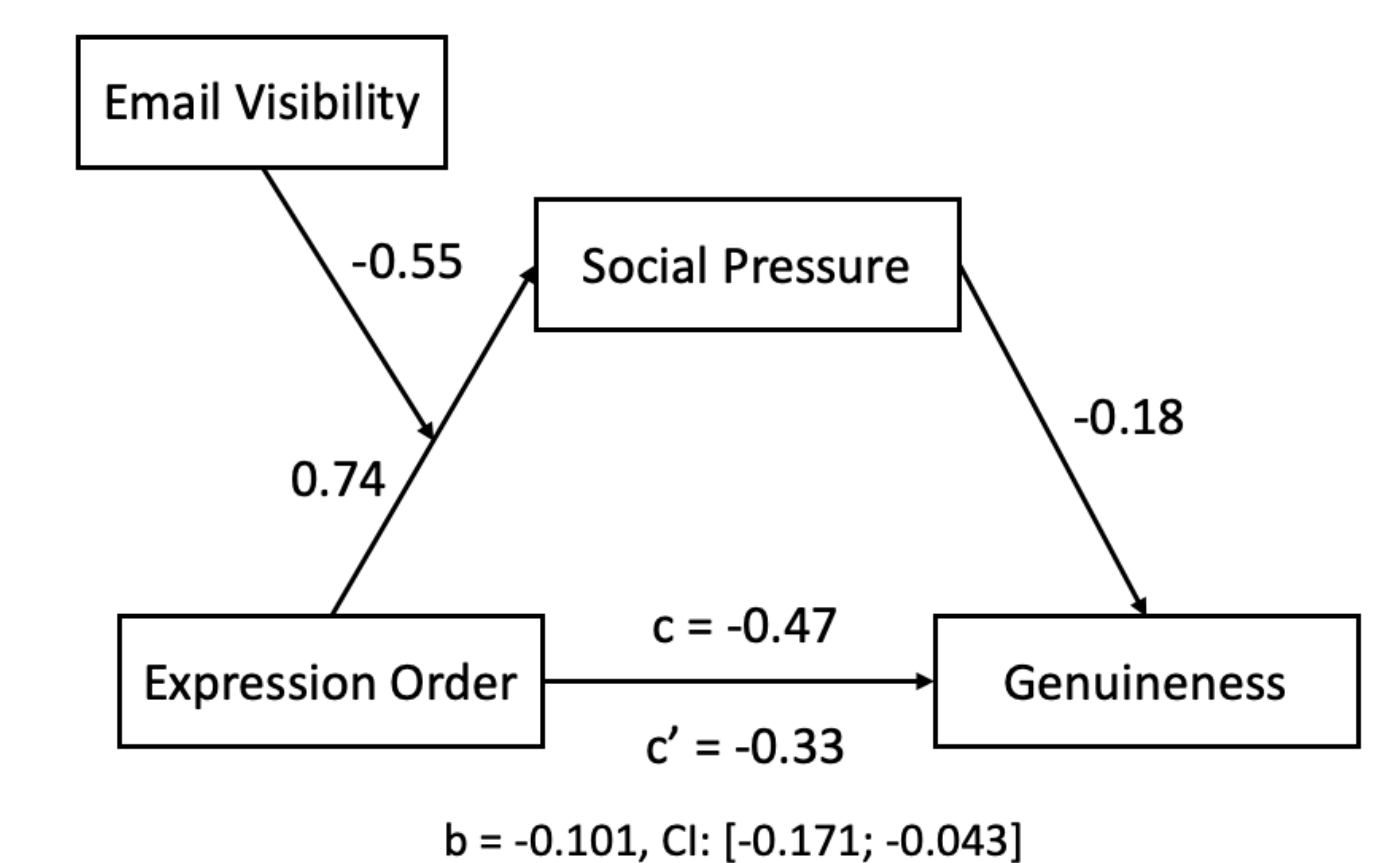 Email Visibility
-0.55
Social Pressure
-0.18
0.74
c = -0.47
Expression Order
Genuineness
c’ = -0.33
b = -0.101, CI: [-0.171; -0.043]